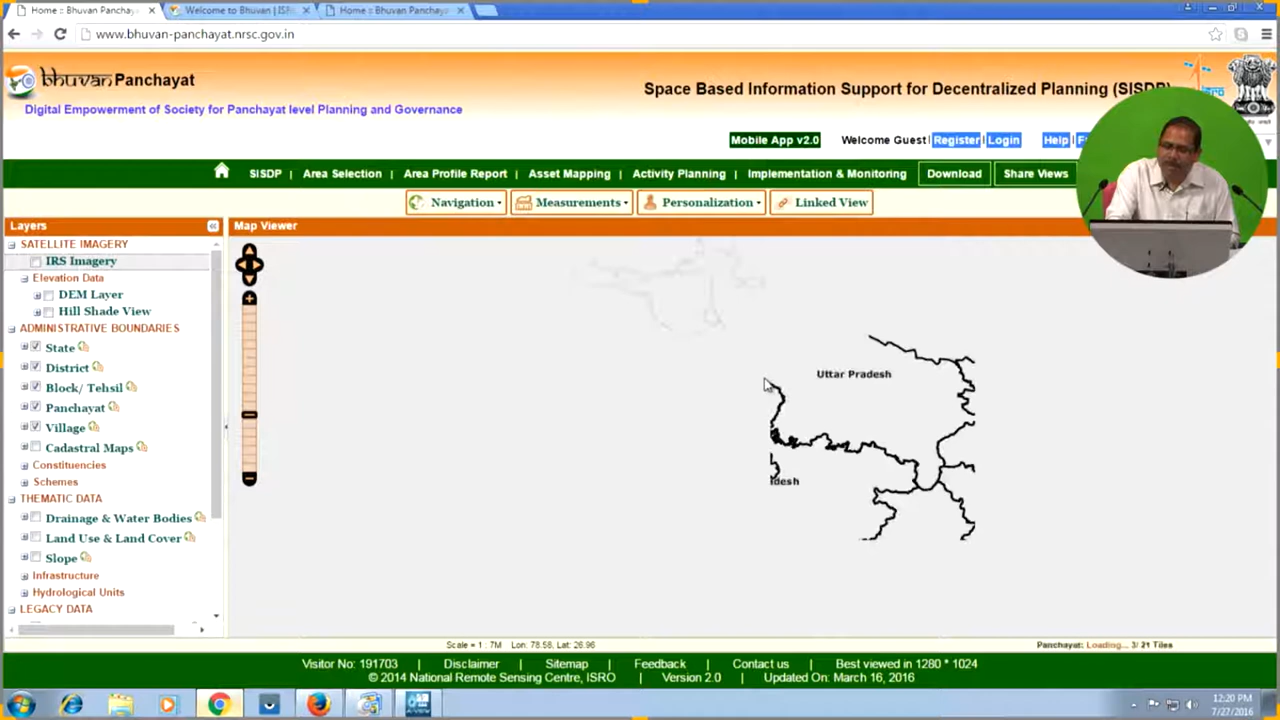 Home :: Bhuvan Panchaya
Welcome to Bhuvan | ISR
Home :: Bhuvan Panchayat
www.bhuvan-panchayat.nrsc.gov.in
bhuvan Panchayat
Digital Empowerment of Society for Panchayat level Planning and Governance
Space Based Information Support for Decentralized Planning (SISDP)
Mobile App v2.0 Welcome Guest | Register | Login Help |
SISDP Area Selection Area Profile Report Asset Mapping Activity Planning Implementation & Monitoring Download Share Views
Navigation Measurements Personalization Linked View
Layers
Map Viewer
SATELLITE IMAGERY
IRS Imagery
Elevation Data
DEM Layer
Hill Shade View
ADMINISTRATIVE BOUNDARIES
State
District
Block/ Tehsil
Panchayat
Village
Cadastral Maps
Constituencies
Schemes
THEMATIC DATA
Drainage & Water Bodies
Land Use & Land Cover
Slope
Infrastructure
Hydrological Units
LEGACY DATA
Uttar Pradesh
desh
Scale = 1 : 7M Lon: 78.58, Lat: 26.96
Panchayat: Loading... 3/ 21 Tiles
Visitor No: 191703 | Disclaimer | Sitemap | Feedback | Contact us | Best viewed in 1280 * 1024
© 2014 National Remote Sensing Centre, ISRO | Version 2.0 | Updated On: March 16, 2016
12:20 PM
7/27/2016